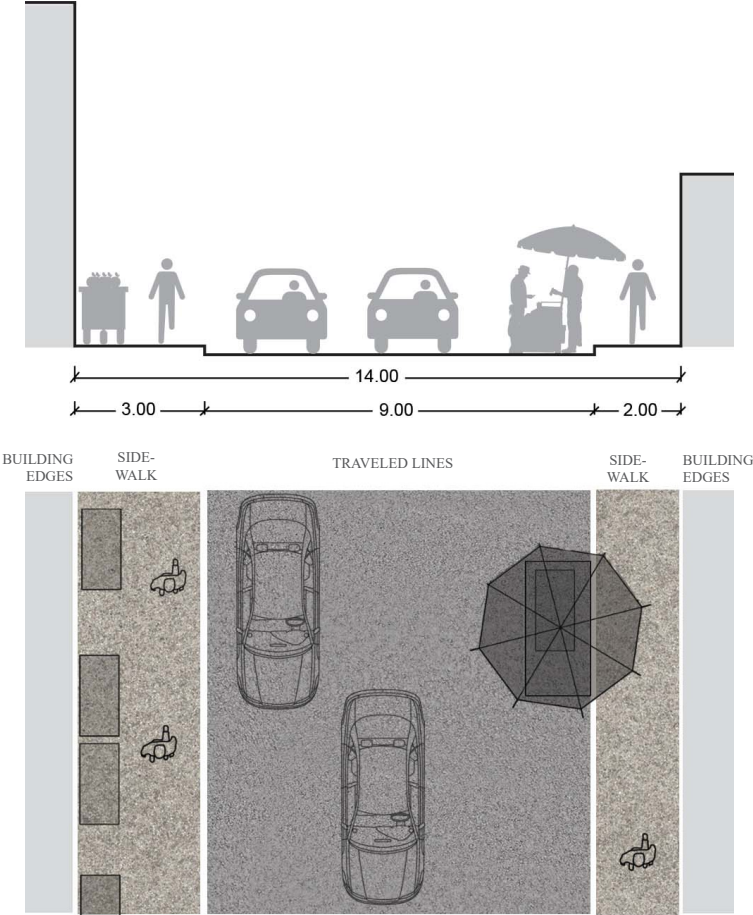 14.00
3.00
9.00
2.00
BUILDING
EDGES
SIDE-
WALK
TRAVELED LINES
SIDE-
WALK
BUILDING
EDGES